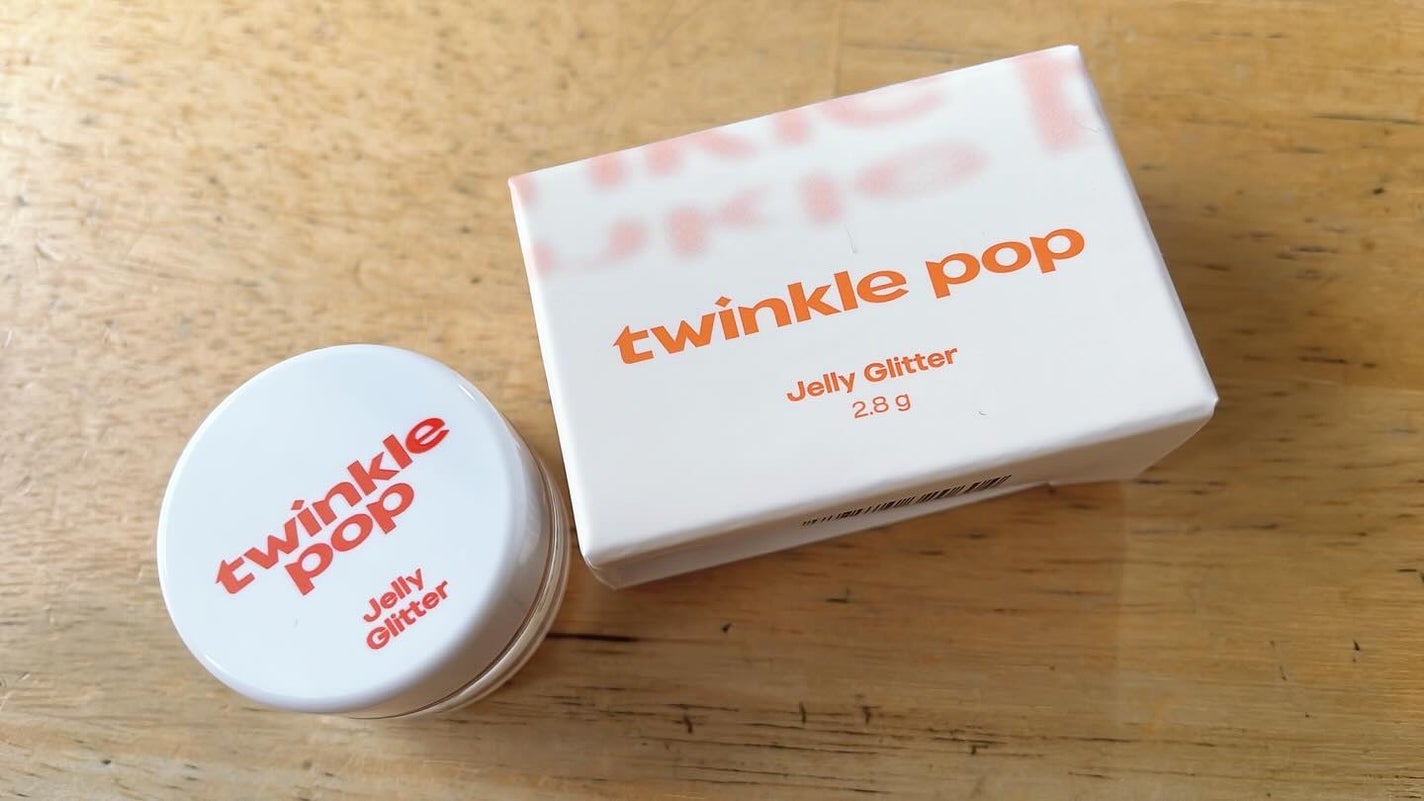 twinkle pop
Jelly Glitter
2.8 g
twinkle
pop
Jelly
Glitter